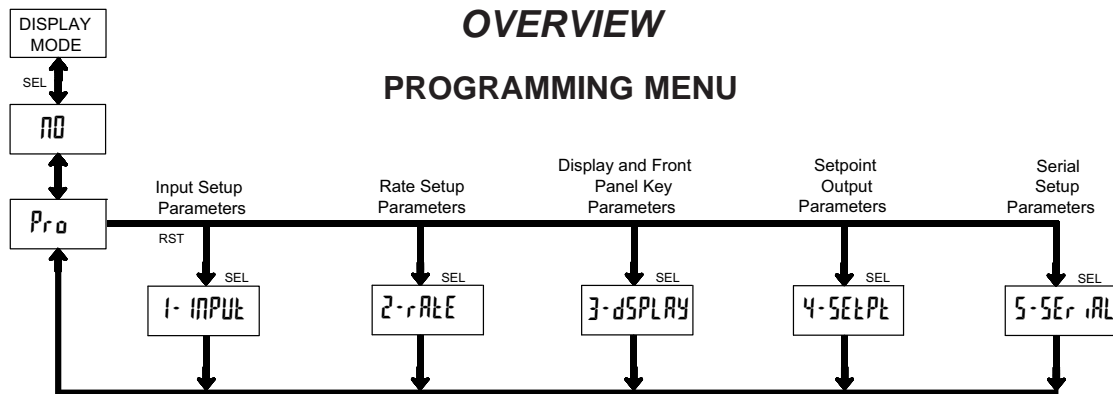 OVERVIEW
PROGRAMMING MENU
DISPLAY
MODE
SEL
NO
Pro
Input Setup
Parameters
Rate Setup
Parameters
Display and Front
Panel Key
Parameters
Setpoint
Output
Parameters
Serial
Setup
Parameters
RST
SEL
SEL
SEL
SEL
SEL
1-INPUt
2-rAtE
3-dSPLAY
4-SEtPt
5-SEriAL